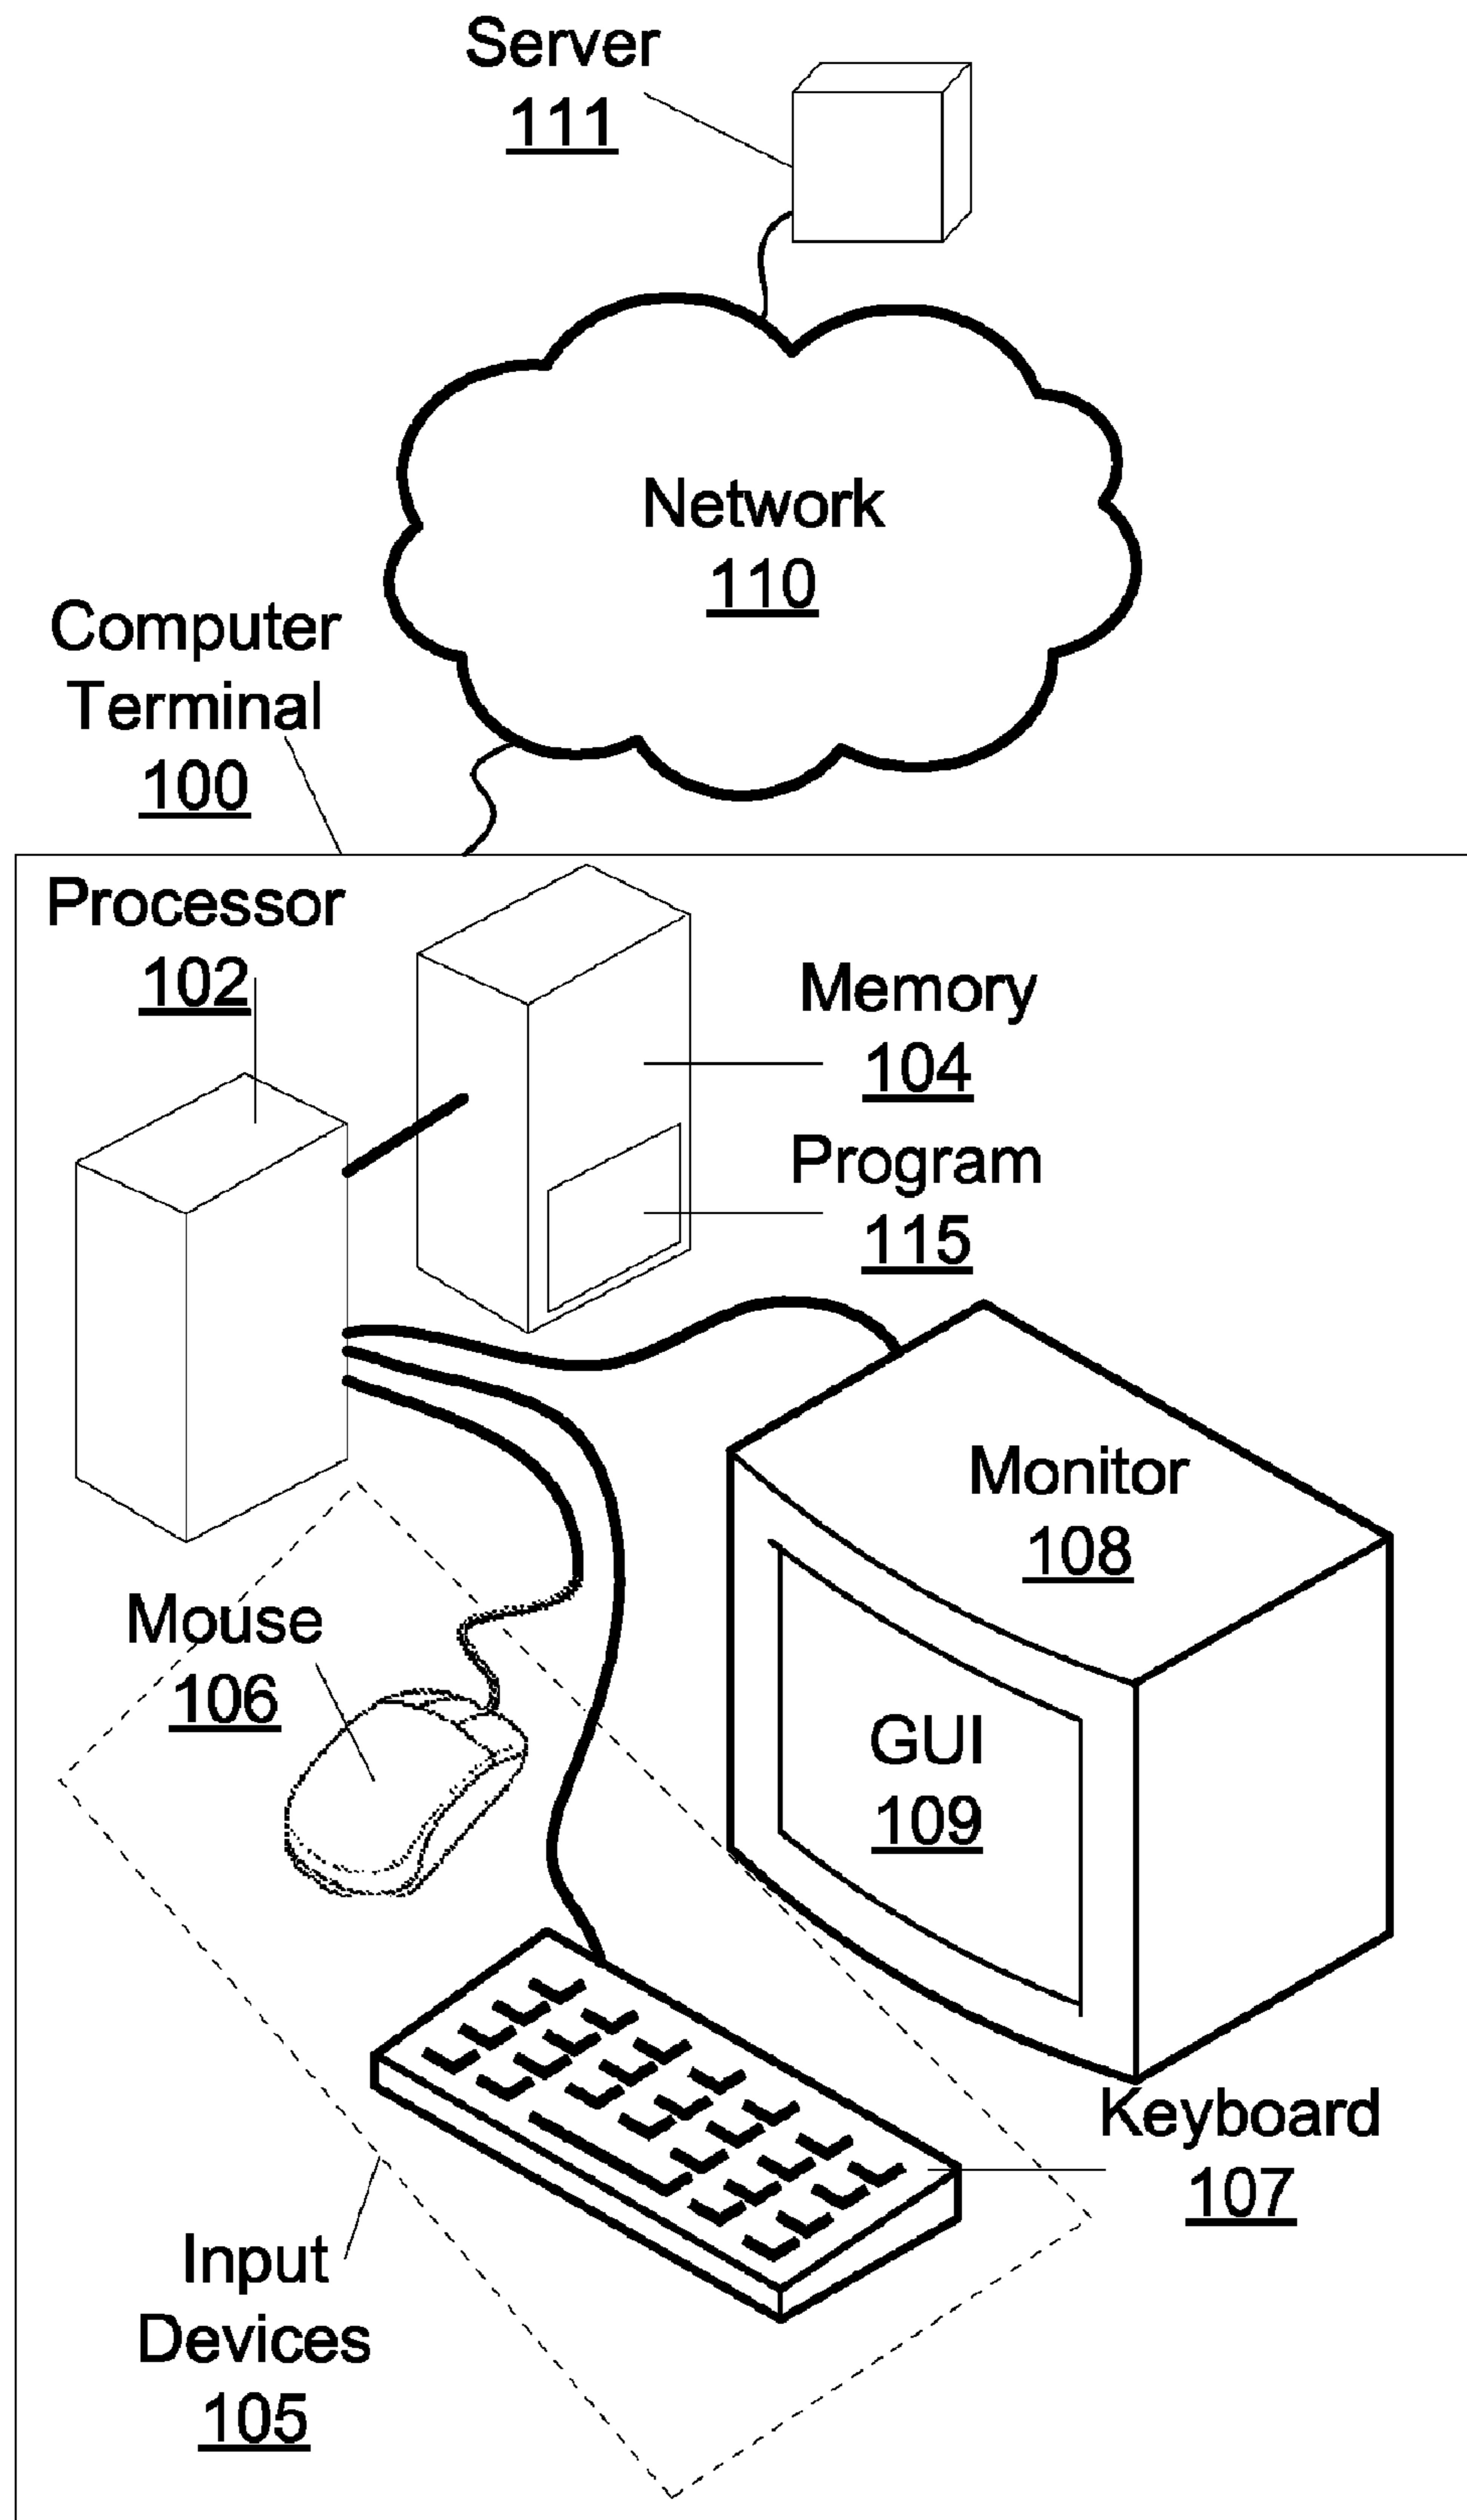 Server
111
Network
110
Computer
Terminal
100
Processor
102
Memory
104
Program
115
Monitor
108
Mouse
106
GUI
109
Keyboard
107
Input
Devices
105